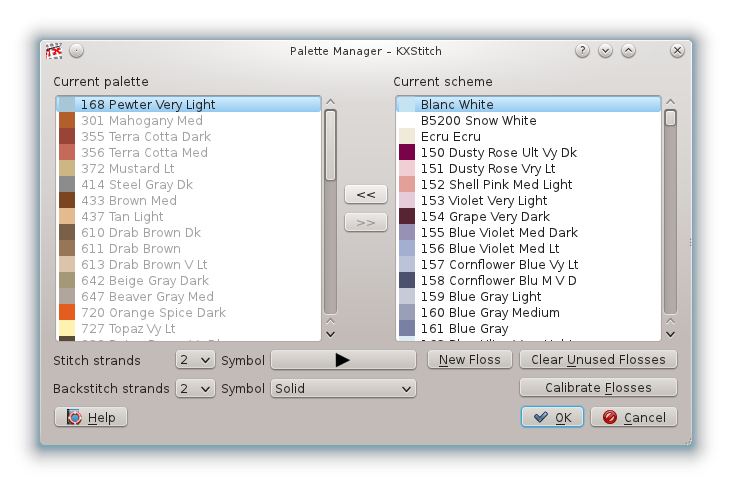 Palette Manager – KXStitch
Current palette
168 Pewter Very Light
301 Mahogany Med
355 Terra Cotta Dark
356 Terra Cotta Med
372 Mustard Lt
414 Steel Gray Dk
433 Brown Med
437 Tan Light
610 Drab Brown Dk
611 Drab Brown
613 Drab Brown V Lt
642 Beige Gray Dark
647 Beaver Gray Med
720 Orange Spice Dark
727 Topaz Vy Lt
<<
>>
Current scheme
Blanc White
B5200 Snow White
Ecru Ecru
150 Dusty Rose Ult Vy Dk
151 Dusty Rose Vry Lt
152 Shell Pink Med Light
153 Violet Very Light
154 Grape Very Dark
155 Blue Violet Med Dark
156 Blue Violet Med Lt
157 Cornflower Blue Vy Lt
158 Cornflower Blu M V D
159 Blue Gray Light
160 Blue Gray Medium
161 Blue Gray
Stitch strands 2 Symbol New Floss Clear Unused Flosses
Backstitch strands 2 Symbol Solid Calibrate Flosses
Help OK Cancel